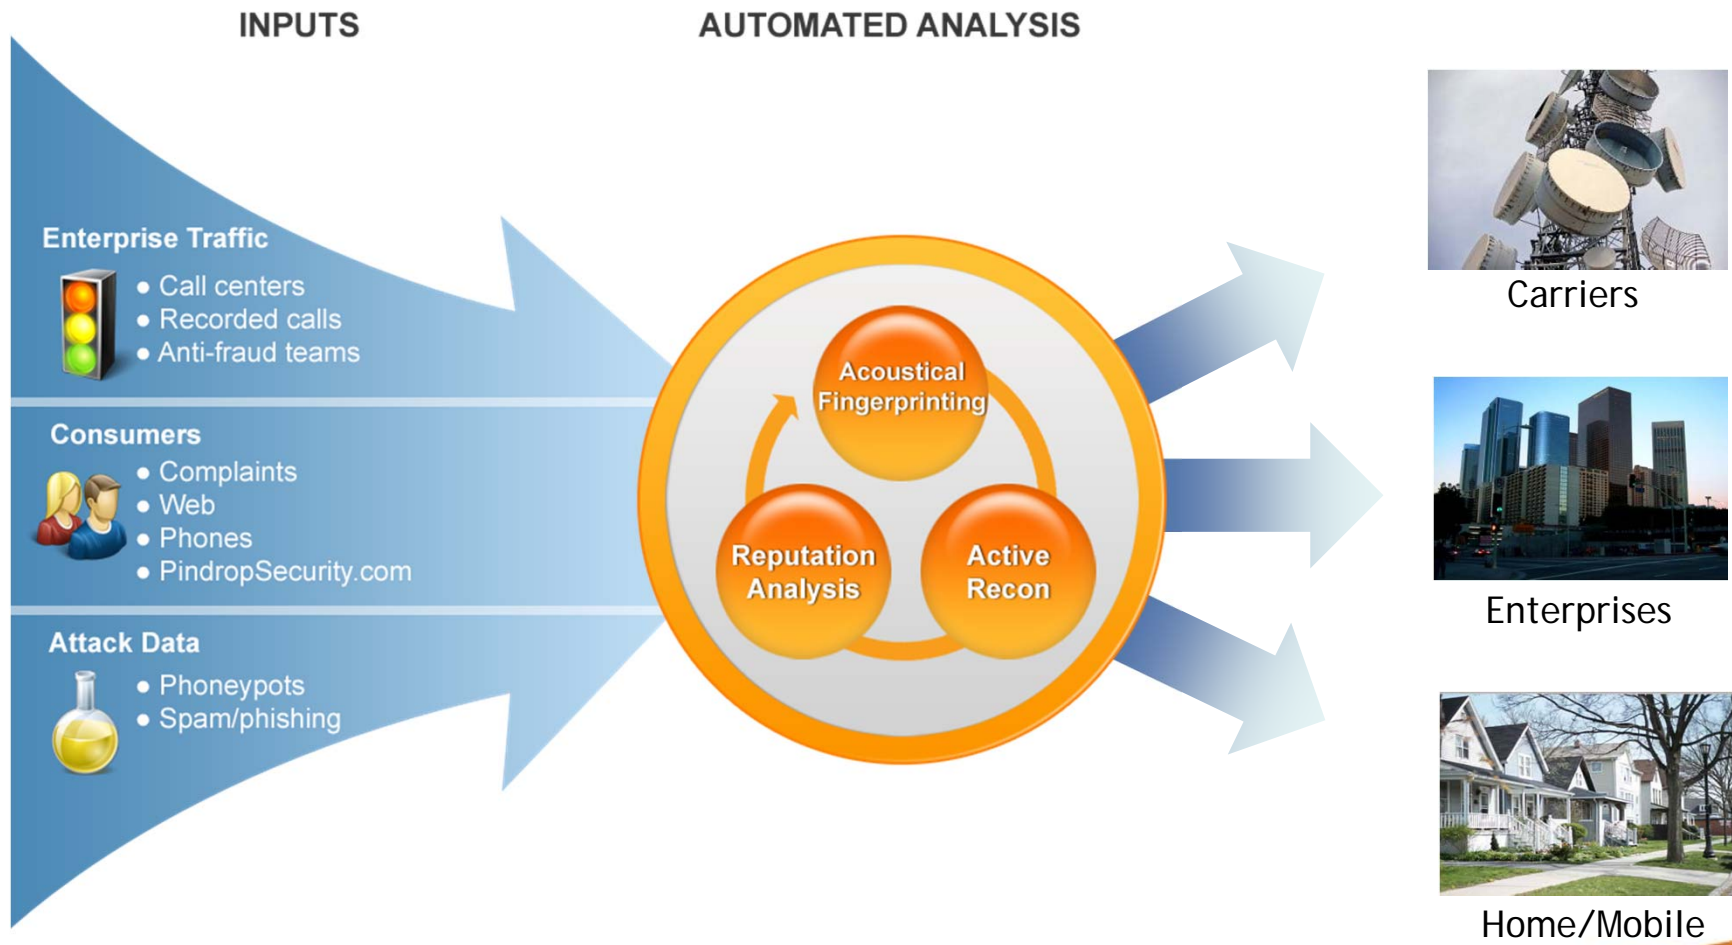 INPUTS
AUTOMATED ANALYSIS
Enterprise Traffic
● Call centers
● Recorded calls
● Anti-fraud teams
Consumers
● Complaints
● Web
● Phones
● PindropSecurity.com
Attack Data
● Phoneypots
● Spam/phishing
Acoustical
Fingerprinting
Reputation
Analysis
Active
Recon
Carriers
Enterprises
Home/Mobile